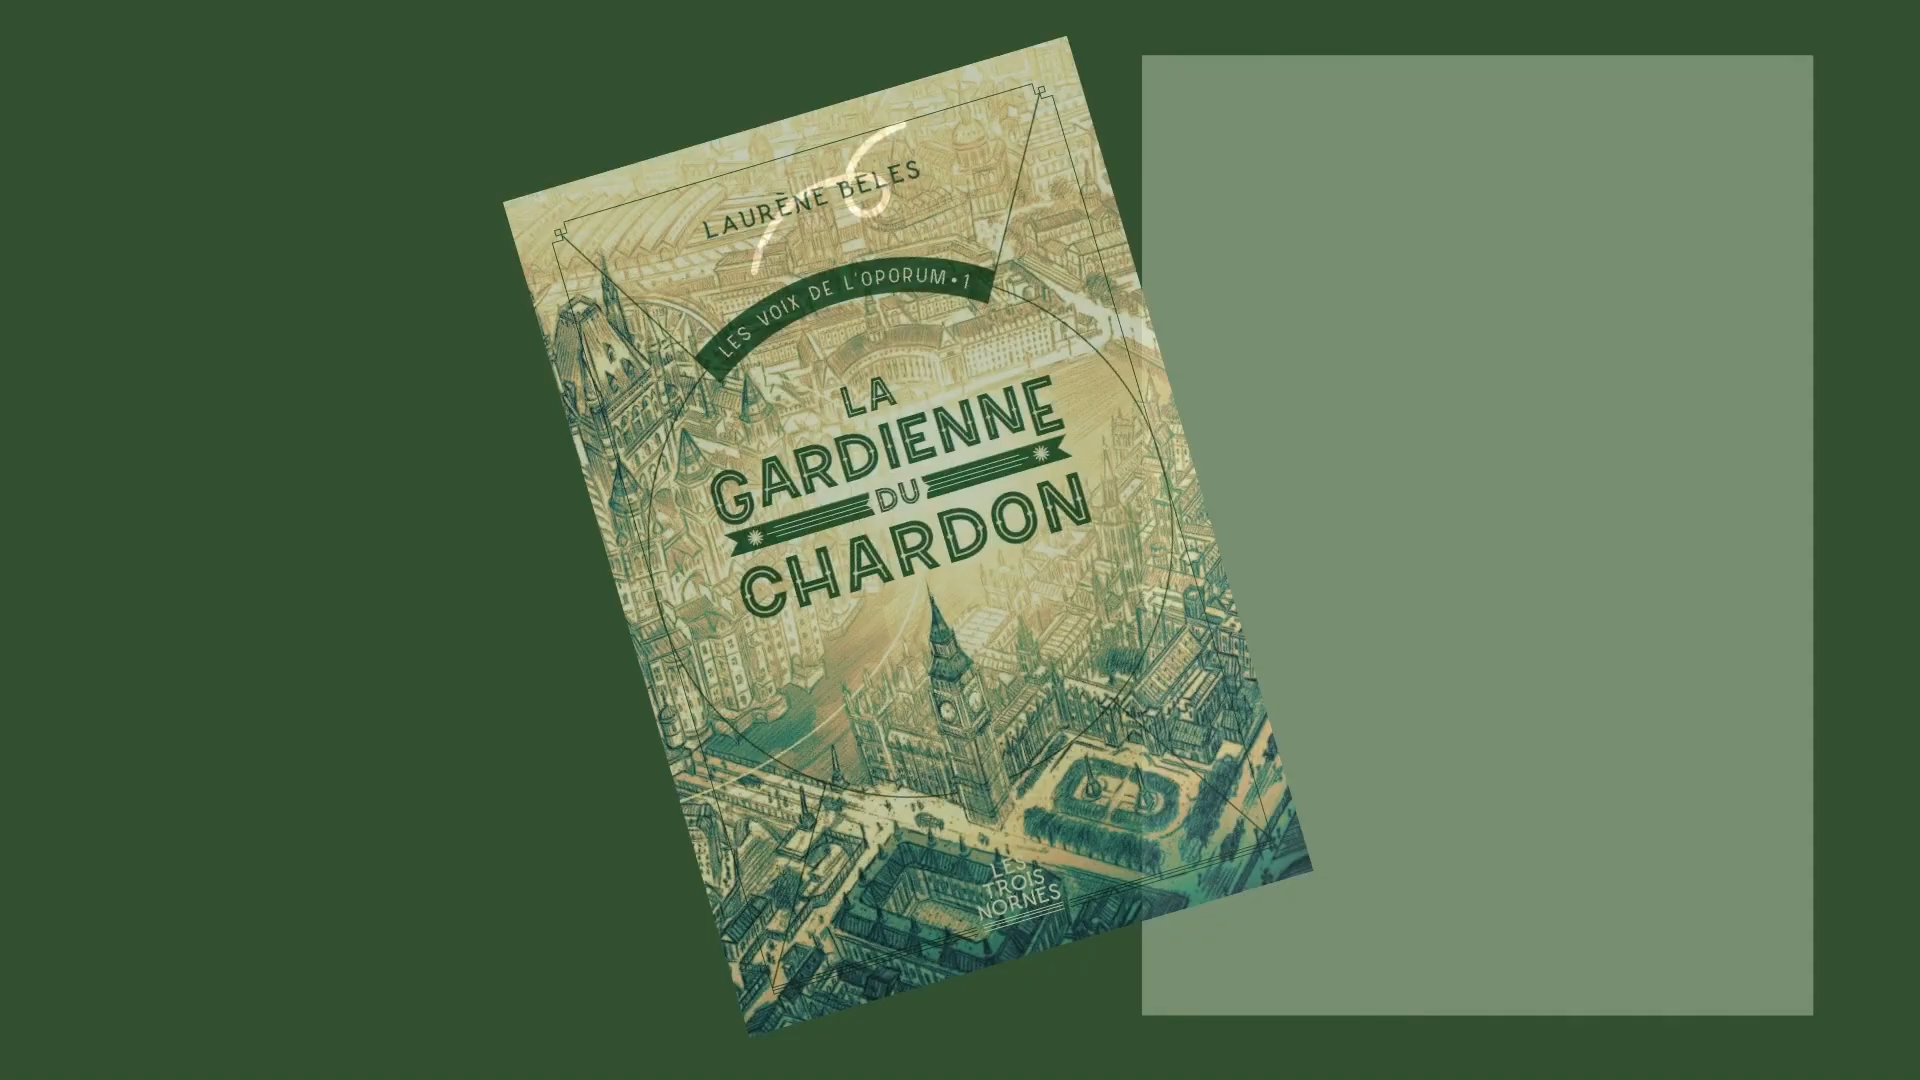 LAURÈNE BELES
LES VOIX DE L'OPORUM • 1
LA
GARDIENNE
DU
CHARDON
LES
TROIS
NORNES